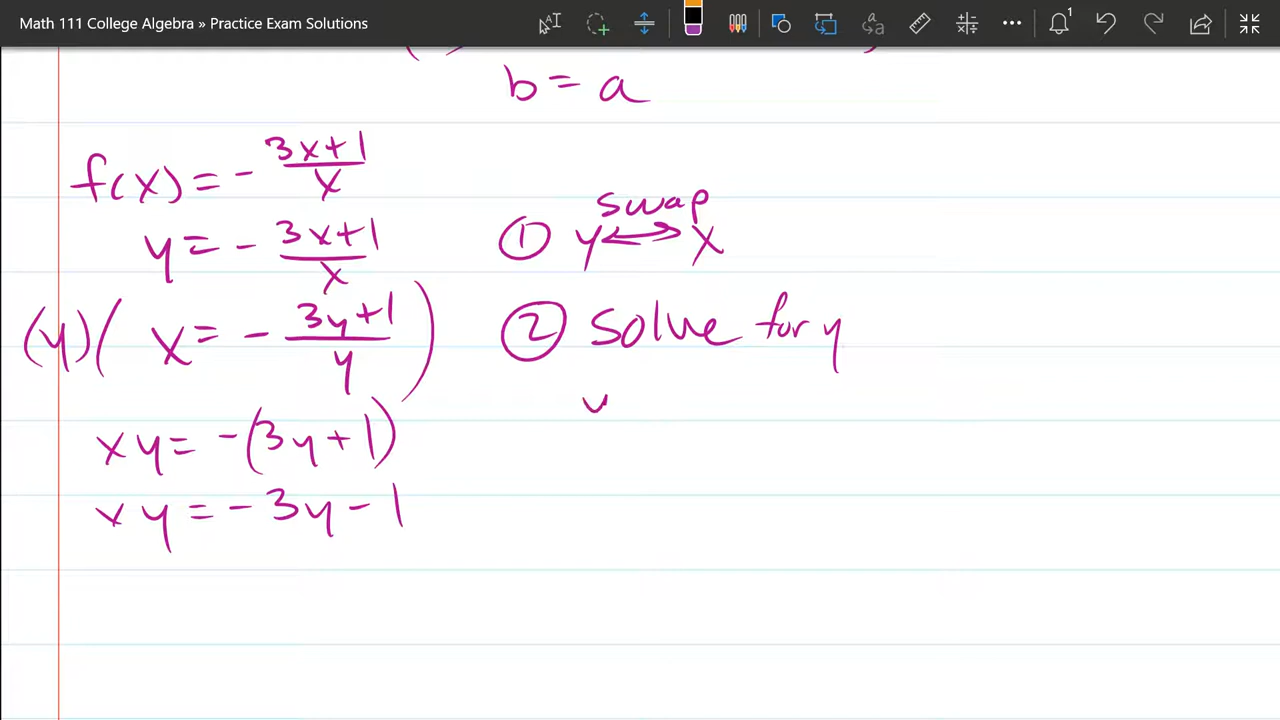 Math 111 College Algebra » Practice Exam Solutions
1
b = a
f(x) = - 3x+1/x
y = - 3x+1/x
(y)( x = - 3y+1/y )
xy = -(3y+1)
xy = -3y-1
swap
① y ↔ x
② Solve for y